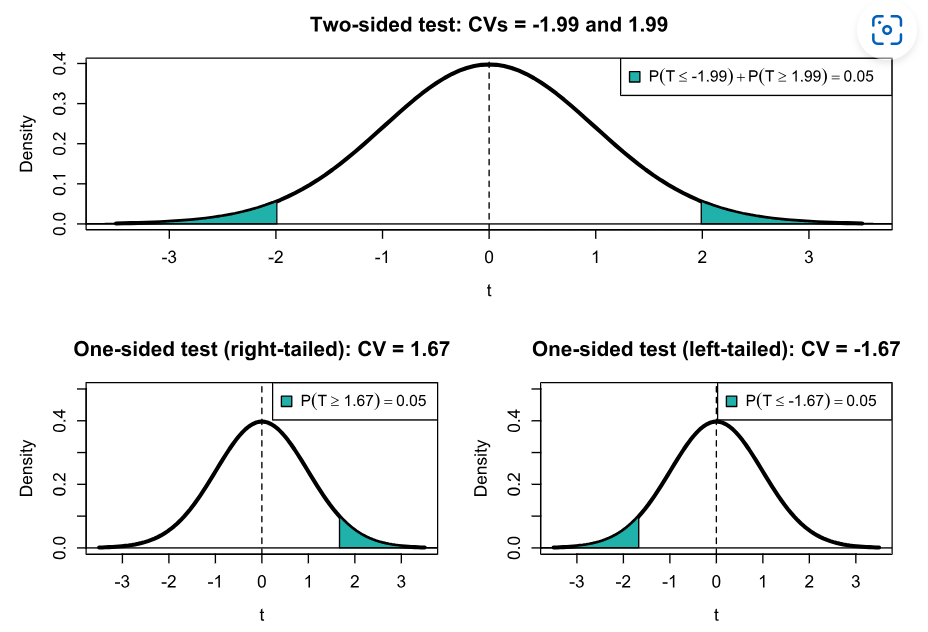 Two-sided test: CVs = -1.99 and 1.99
P(T ≤ -1.99) + P(T ≥ 1.99) = 0.05
Density
0.0 0.1 0.2 0.3 0.4
-3 -2 -1 0 1 2 3
t
One-sided test (right-tailed): CV = 1.67
P(T ≥ 1.67) = 0.05
Density
0.0 0.2 0.4
-3 -2 -1 0 1 2 3
t
One-sided test (left-tailed): CV = -1.67
P(T ≤ -1.67) = 0.05
Density
0.0 0.2 0.4
-3 -2 -1 0 1 2 3
t